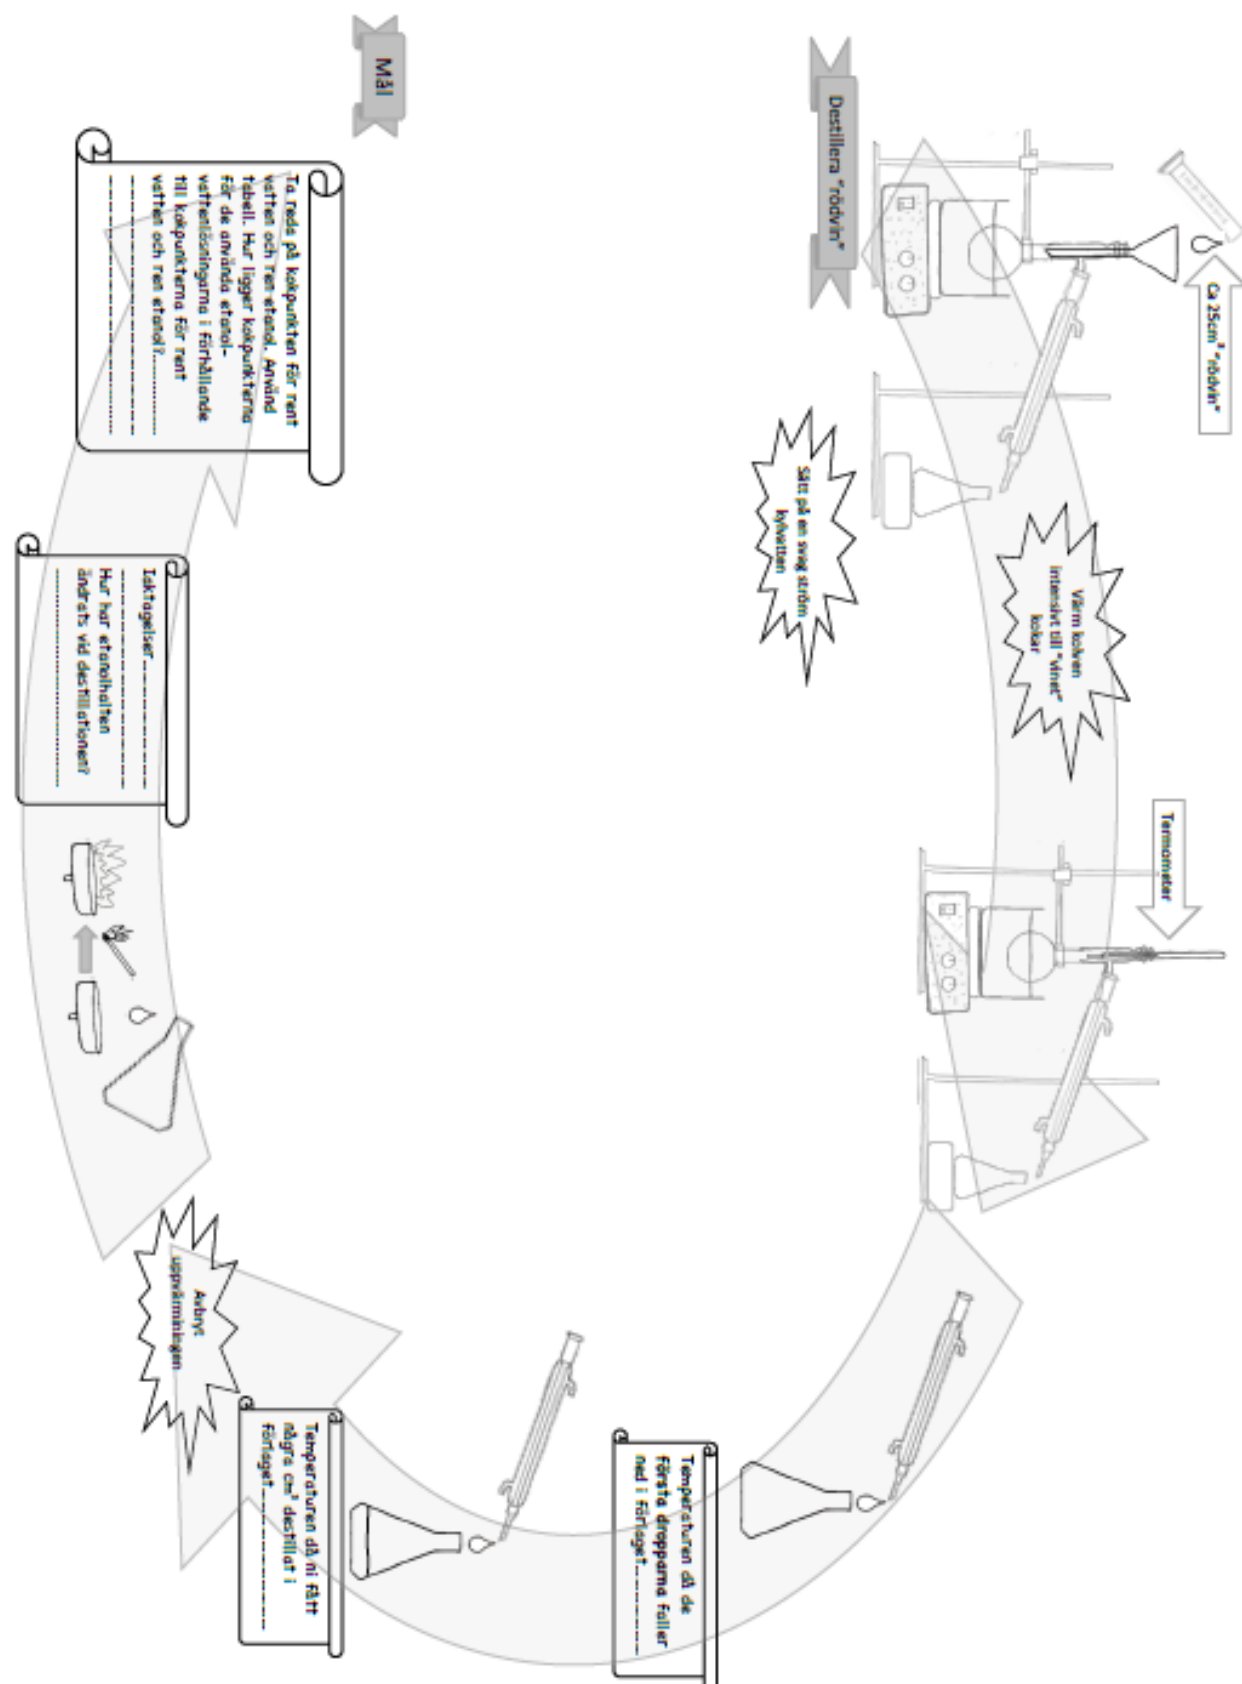 Destillera "rödvin"
Ca 25cm³ "rödvin"
Sätt på en svag ström
kylvatten
Värm kolven
intensivt till "vinet"
kokar
Termometer
Temperaturen då de
första dropparna faller
ned i förlaget..............
Temperaturen då ni fått
några cm³ destillat i
förlaget..............
Avbryt
uppvärmningen
Iaktagelser..............
Hur har etanolhalten
ändrats vid destillationen?
Ta reda på kokpunkten för rent
vatten och ren etanol. Använd
tabell. Hur ligger kokpunkterna
för de använda etanol-
vattenlösningarna i förhållande
till kokpunkterna för rent
vatten och ren etanol?..............
Mål